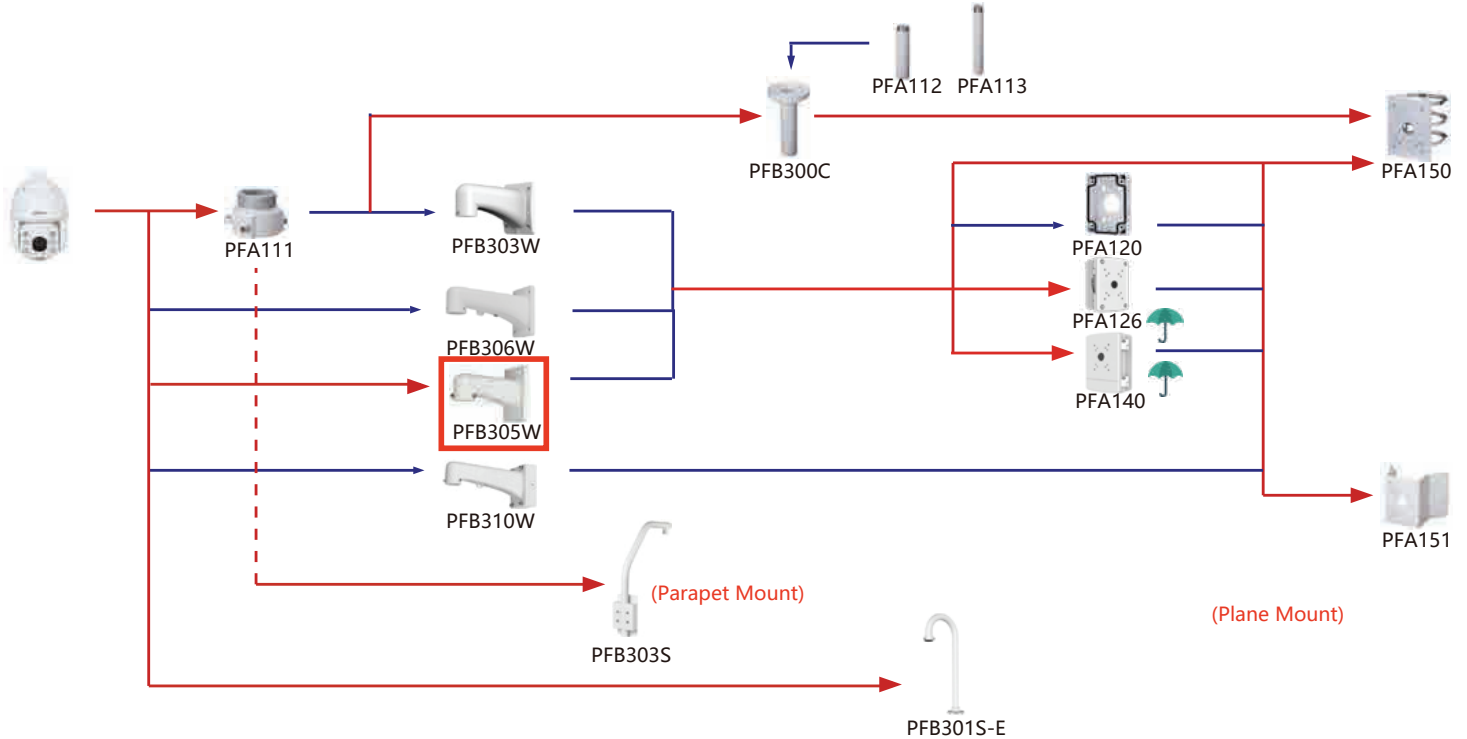 PFA112
PFA113
PFB300C
PFA150
PFA111
PFB303W
PFA120
PFA126
PFB306W
PFA140
PFB305W
PFB310W
PFA151
(Parapet Mount)
(Plane Mount)
PFB303S
PFB301S-E